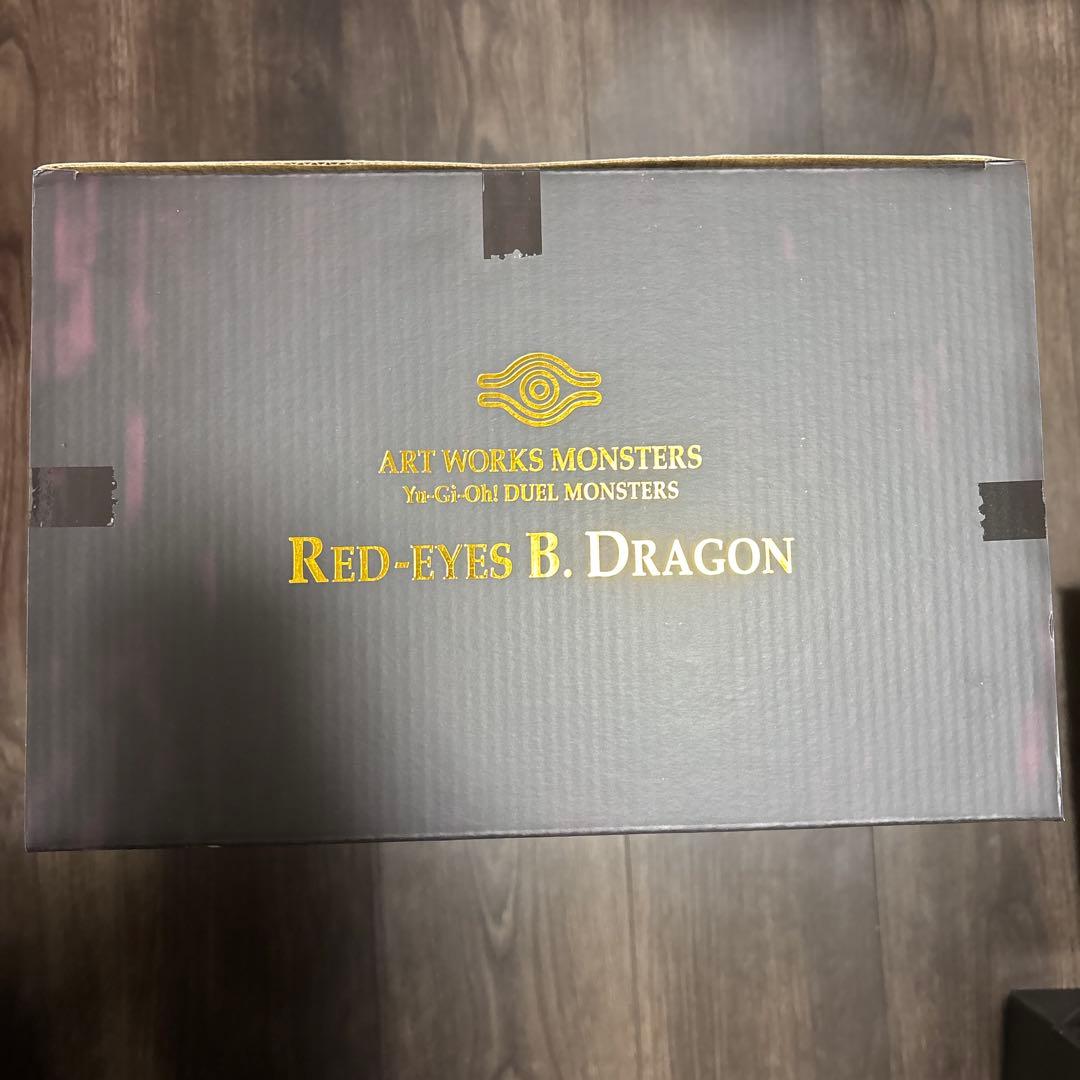 ART WORKS MONSTERS
Yu-Gi-Oh! DUEL MONSTERS
RED-EYES B. DRAGON